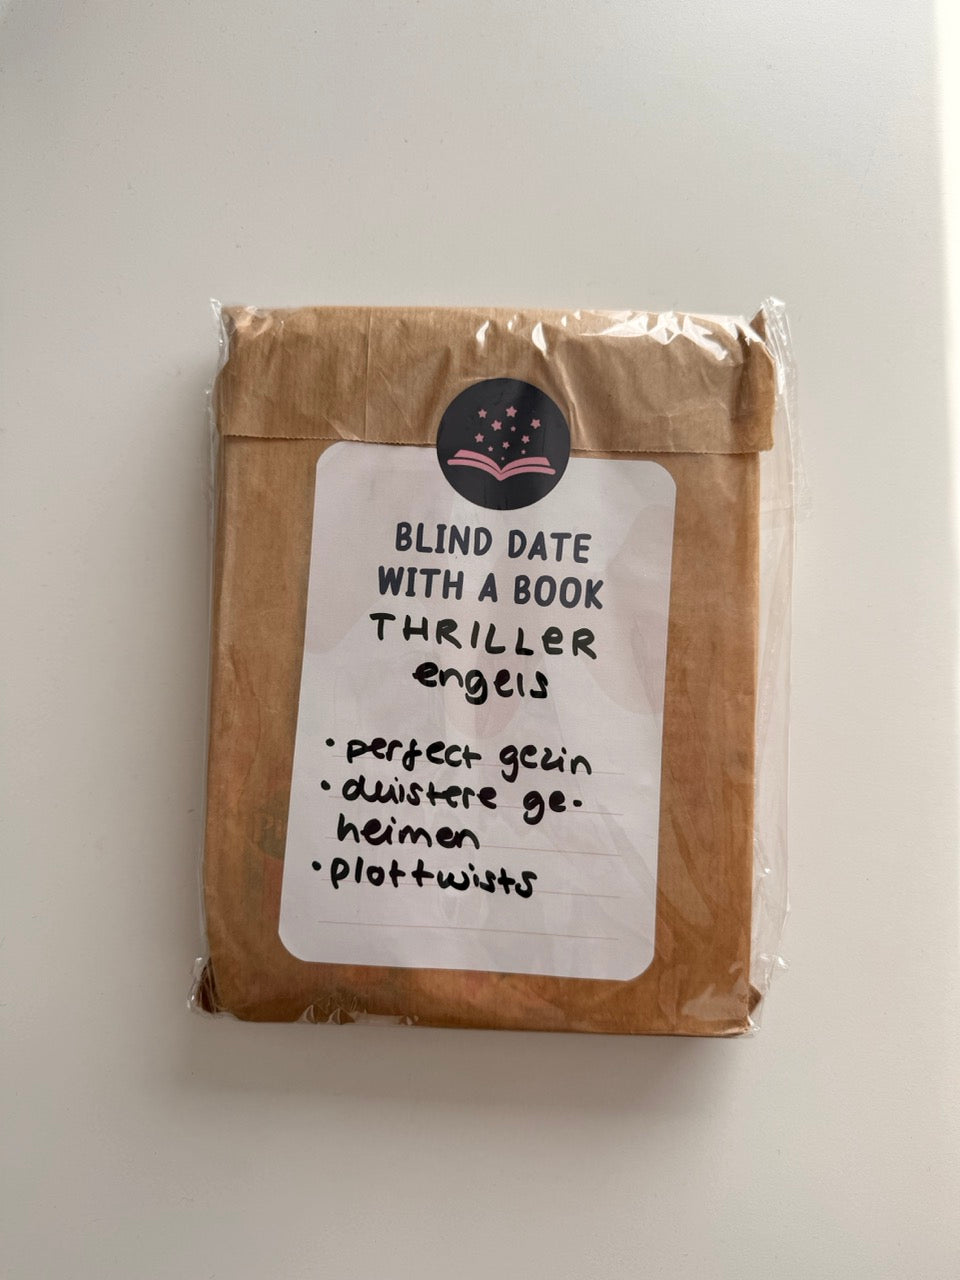 BLIND DATE
WITH A BOOK
THRILLER
engels
• perfect gezin
• duistere ge-
heimen
• plottwists